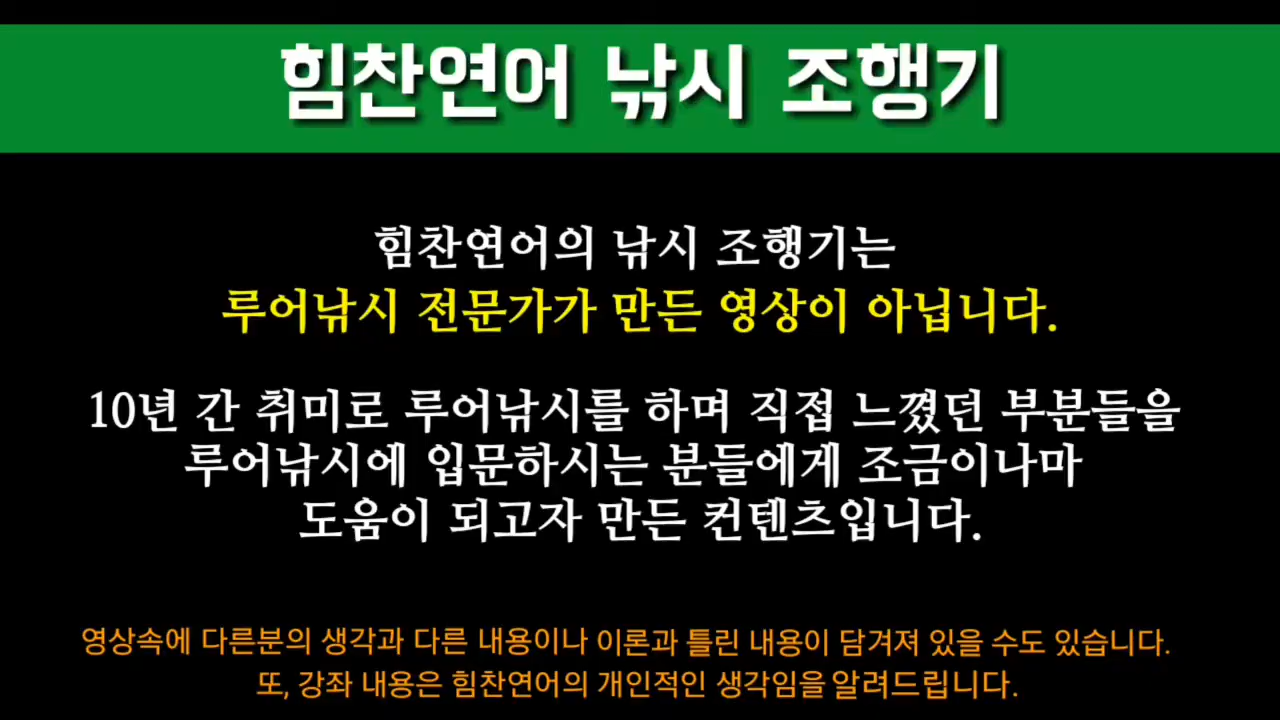 힘찬연어 낚시 조행기
힘찬연어의 낚시 조행기는
루어낚시 전문가가 만든 영상이 아닙니다.
10년 간 취미로 루어낚시를 하며 직접 느꼈던 부분들을
루어낚시에 입문하시는 분들에게 조금이나마
도움이 되고자 만든 컨텐츠입니다.
영상속에 다른분의 생각과 다른 내용이나 이론과 틀린 내용이 담겨져 있을 수도 있습니다.
또, 강좌 내용은 힘찬연어의 개인적인 생각임을 알려드립니다.